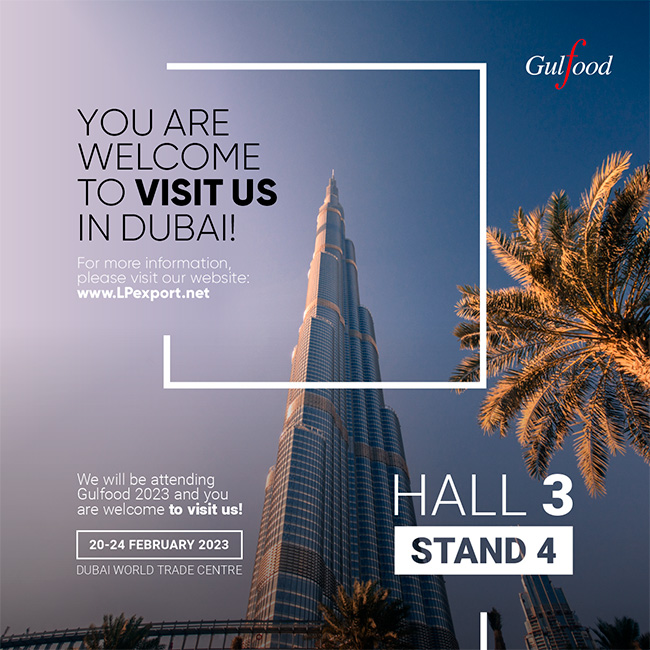 Gulfood
YOU ARE
WELCOME
TO VISIT US
IN DUBAI!
For more information,
please visit our website:
www.LPexport.net
We will be attending
Gulfood 2023 and you
are welcome to visit us!
20-24 FEBRUARY 2023
DUBAI WORLD TRADE CENTRE
HALL 3
STAND 4